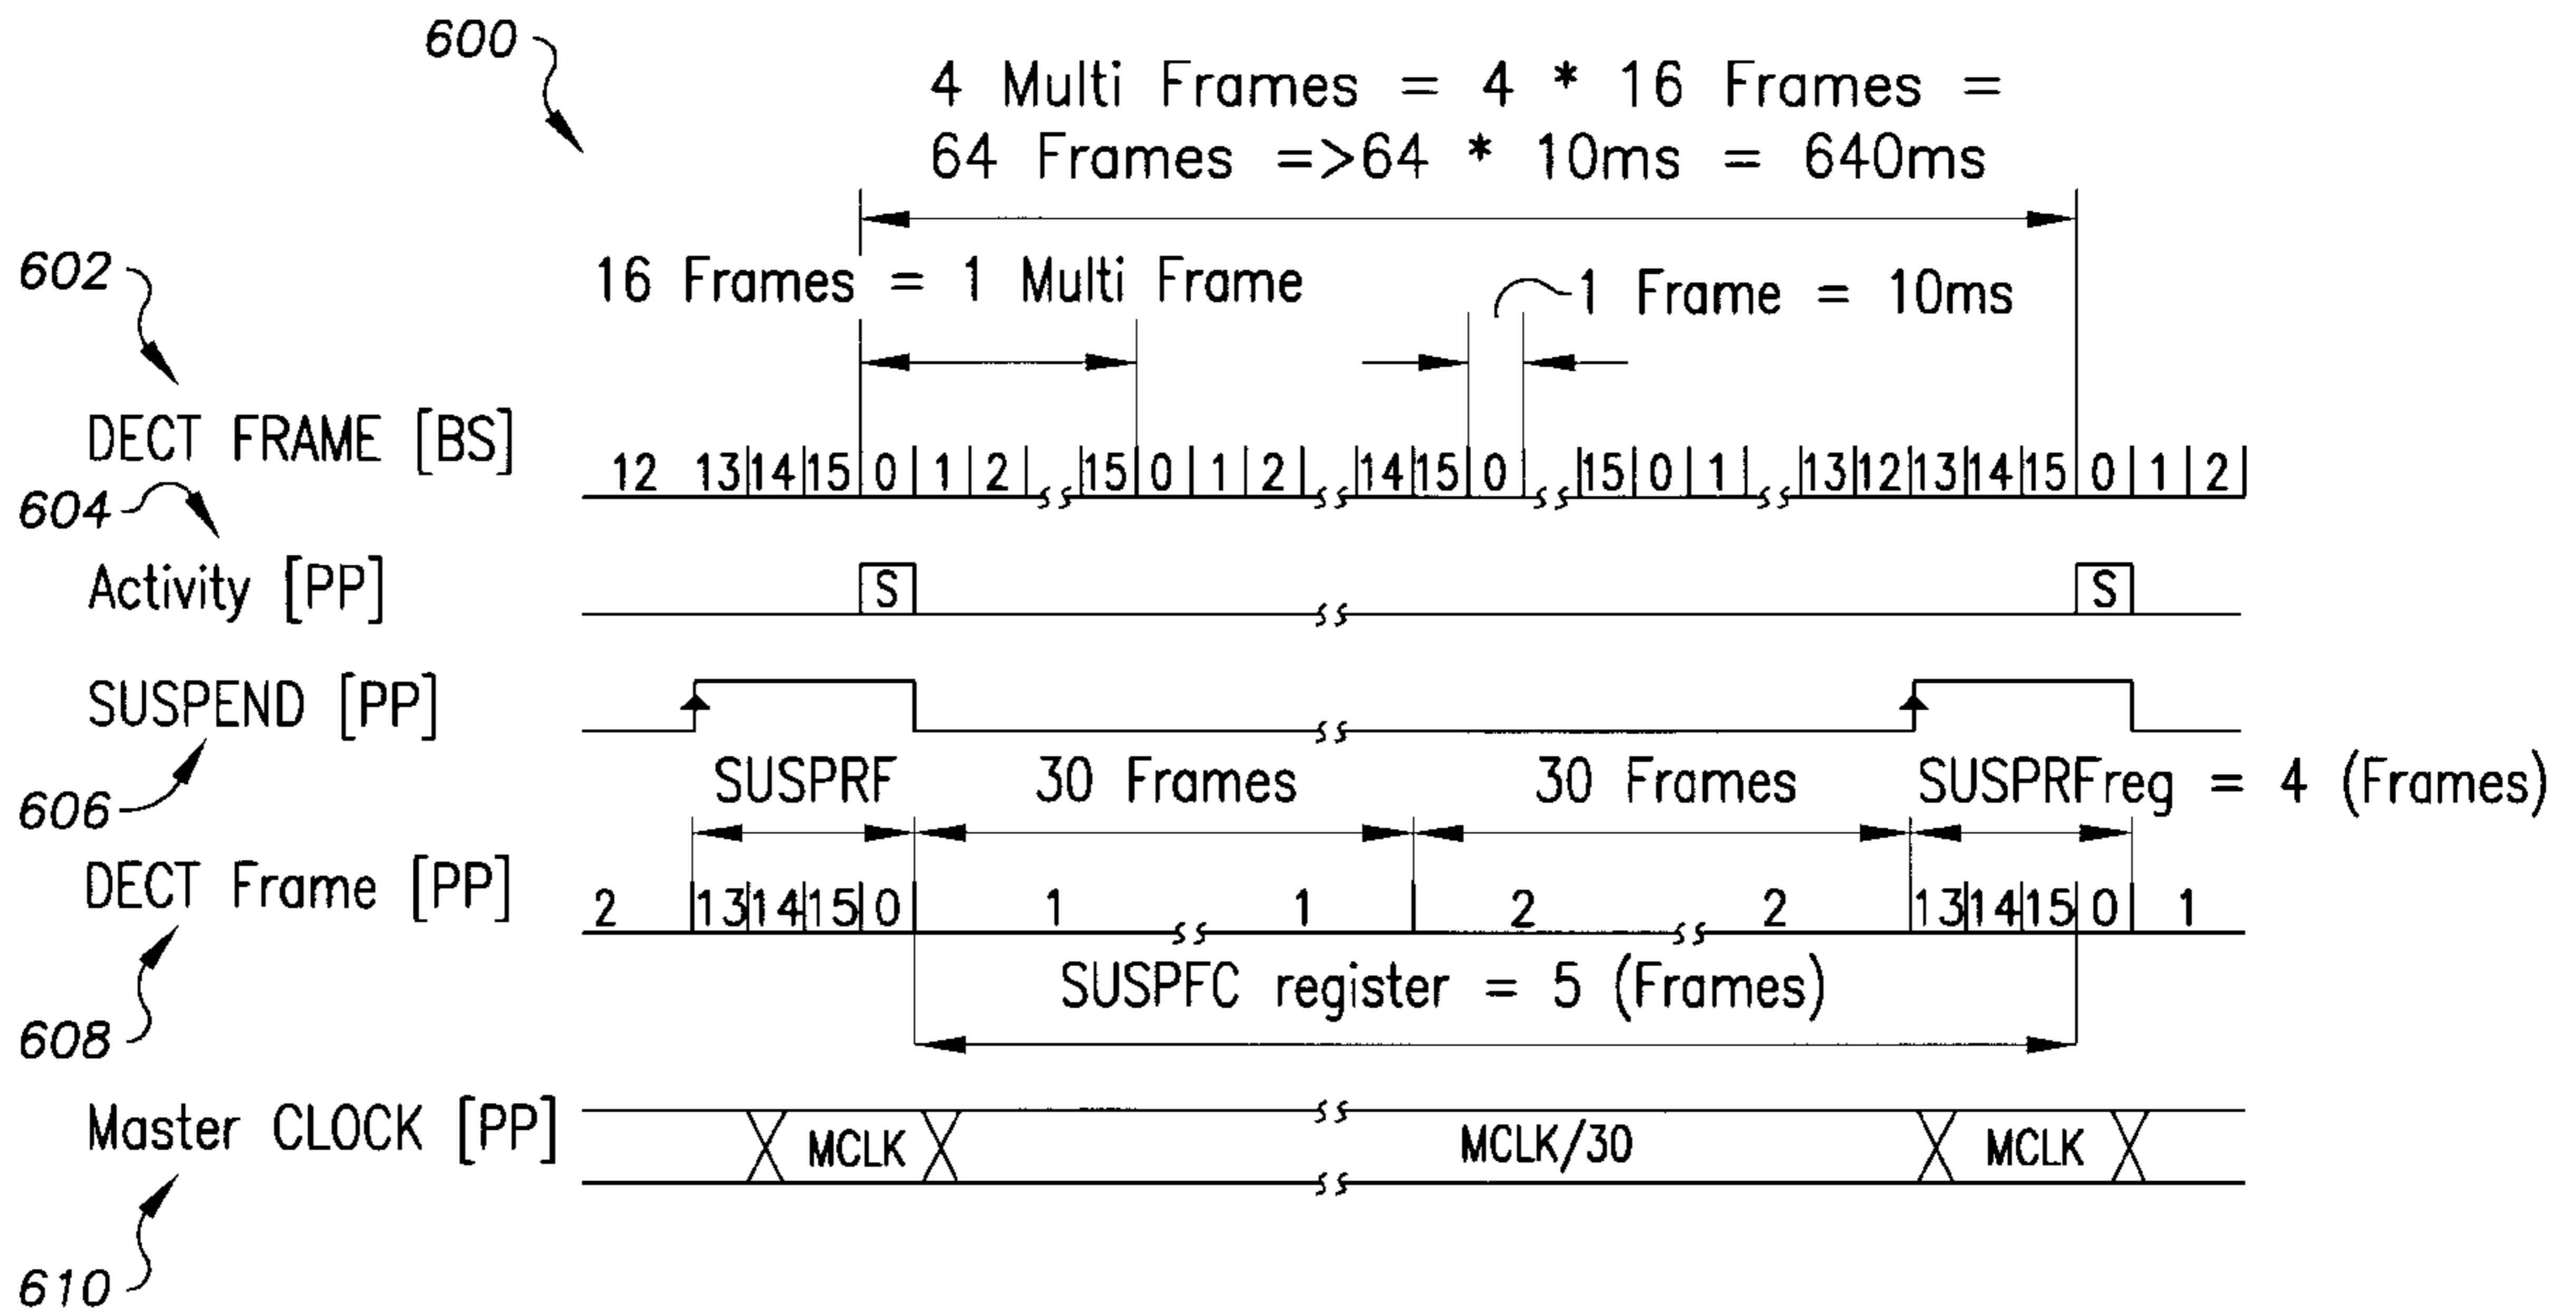 600
4 Multi Frames = 4 * 16 Frames =
64 Frames =>64 * 10ms = 640ms
602
16 Frames = 1 Multi Frame
1 Frame = 10ms
DECT FRAME [BS]
12 13 14 15 0 1 2 15 0 1 2 14 15 0 15 0 1 13 12 13 14 15 0 1 2
604
Activity [PP]
S S
SUSPEND [PP]
606
SUSPRF 30 Frames 30 Frames SUSPRFreg = 4 (Frames)
DECT Frame [PP]
2 13 14 15 0 1 1 2 2 13 14 15 0 1
608
SUSPFC register = 5 (Frames)
Master CLOCK [PP]
MCLK MCLK/30 MCLK
610